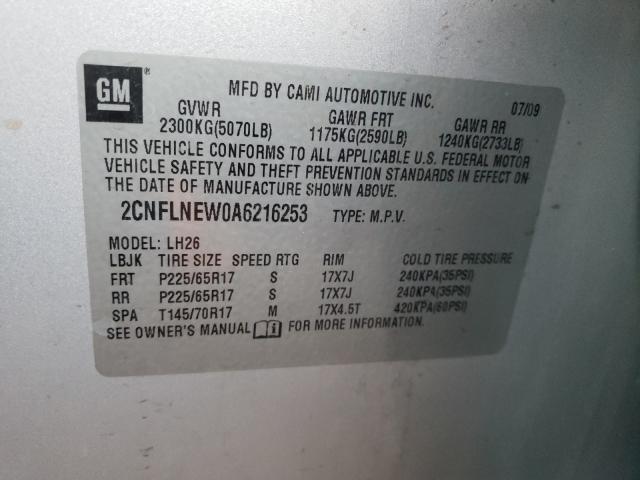 GM ®
MFD BY CAMI AUTOMOTIVE INC. 07/09
GVWR GAWR FRT GAWR RR
2300KG(5070LB) 1175KG(2590LB) 1240KG(2733LB)
THIS VEHICLE CONFORMS TO ALL APPLICABLE U.S. FEDERAL MOTOR
VEHICLE SAFETY AND THEFT PREVENTION STANDARDS IN EFFECT ON
THE DATE OF MANUFACTURE SHOWN ABOVE.
2CNFLNEW0A6216253 TYPE: M.P.V.
MODEL: LH26
LBJK TIRE SIZE SPEED RTG RIM COLD TIRE PRESSURE
FRT P225/65R17 S 17X7J 240KPA(35PSI)
RR P225/65R17 S 17X7J 240KPA(35PSI)
SPA T145/70R17 M 17X4.5T 420KPA(60PSI)
SEE OWNER'S MANUAL FOR MORE INFORMATION.